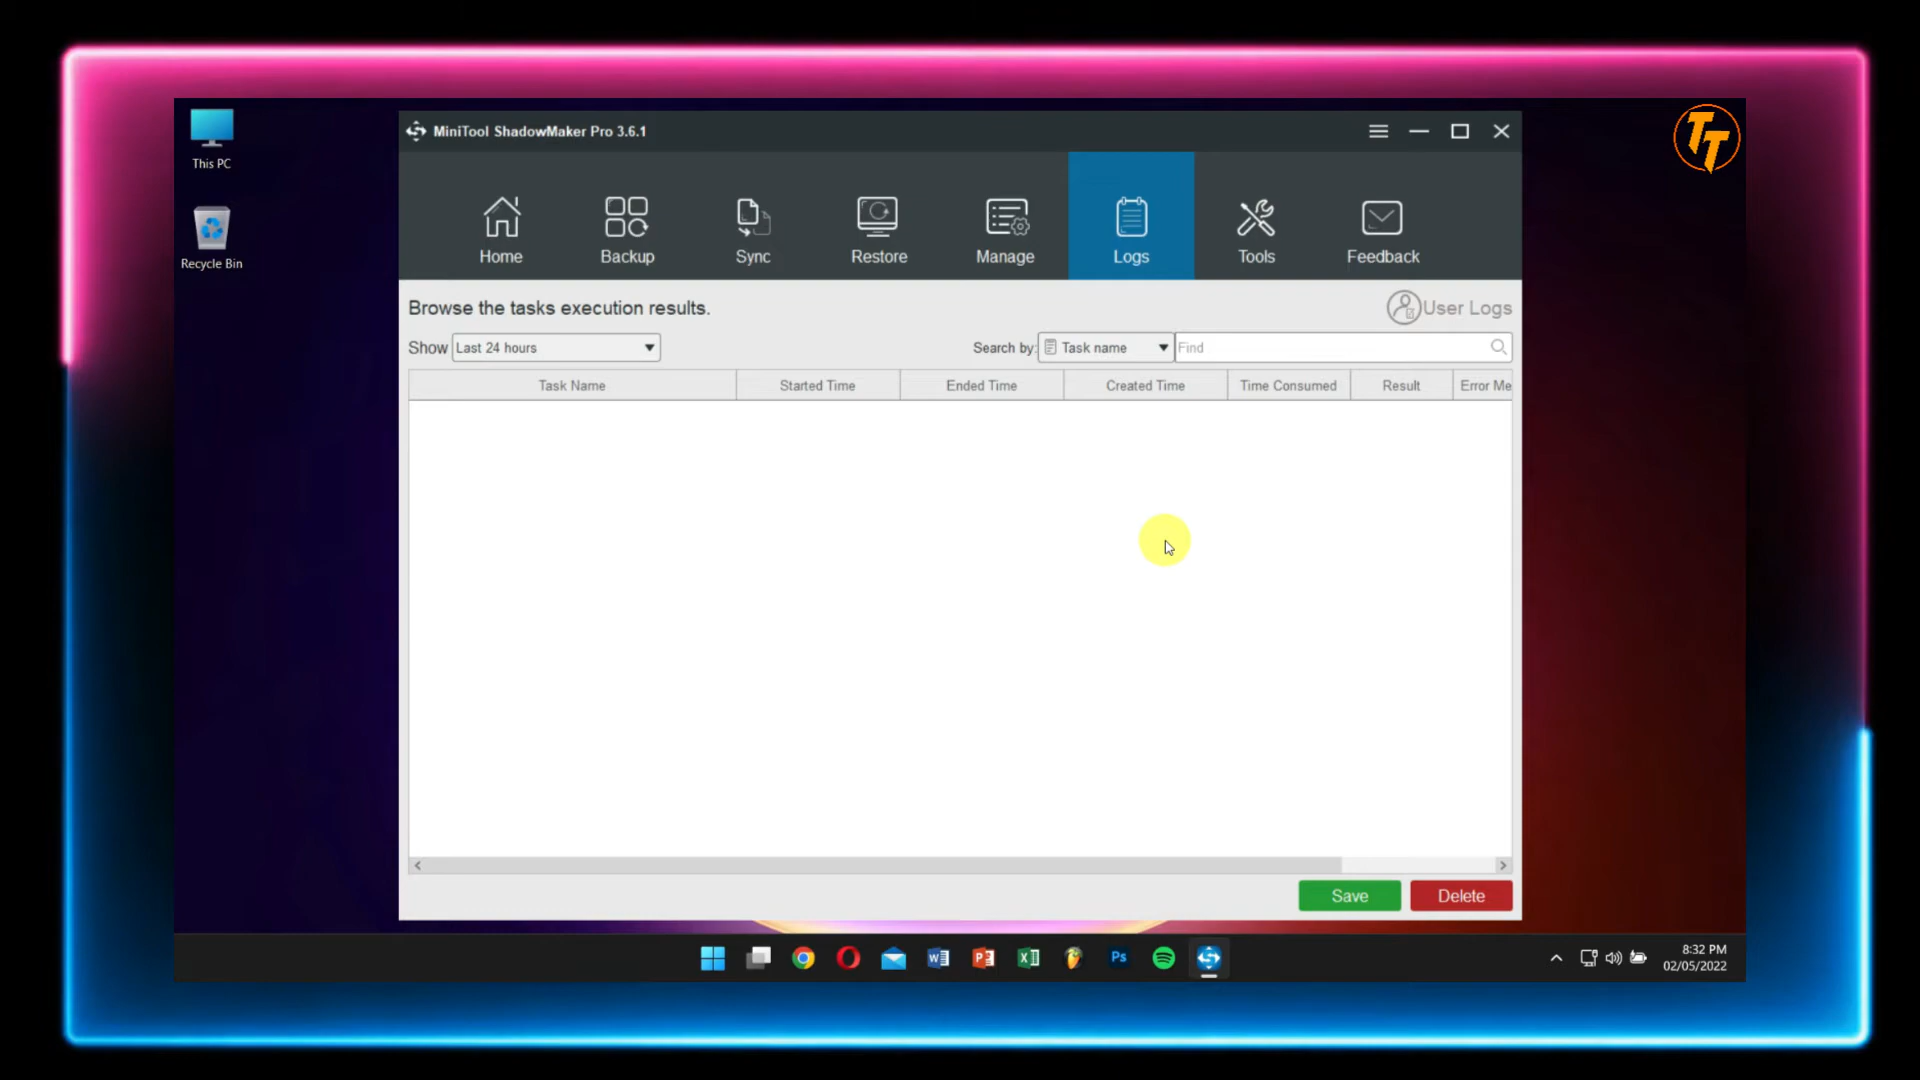 This PC
Recycle Bin
MiniTool ShadowMaker Pro 3.6.1
TT
Home
Backup
Sync
Restore
Manage
Logs
Tools
Feedback
Browse the tasks execution results.
User Logs
Show
Last 24 hours
Search by:
Task name
Find
Task Name
Started Time
Ended Time
Created Time
Time Consumed
Result
Error Me
Save
Delete
W
P
X
Ps
8:32 PM
02/05/2022